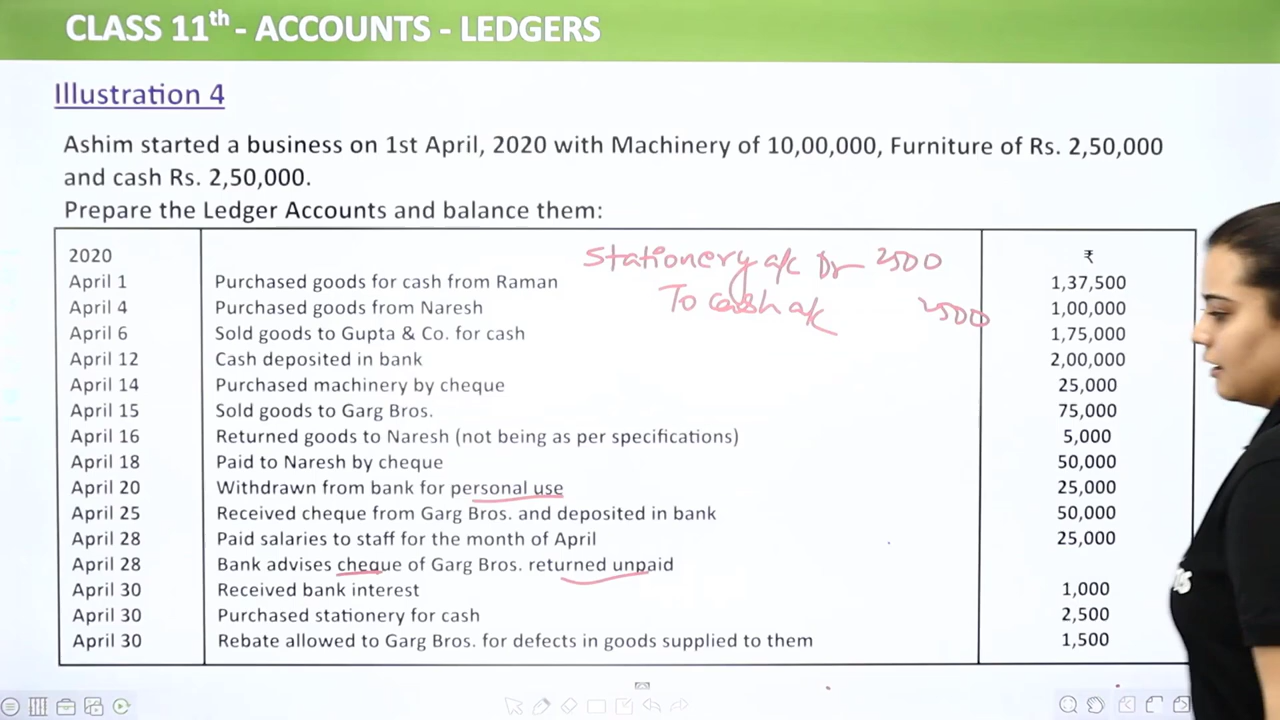 CLASS 11th - ACCOUNTS - LEDGERS
Illustration 4
Ashim started a business on 1st April, 2020 with Machinery of 10,00,000, Furniture of Rs. 2,50,000
and cash Rs. 2,50,000.
Prepare the Ledger Accounts and balance them:
2020 ₹
Stationery a/c Dr 2500
To cash a/c 2500
April 1 Purchased goods for cash from Raman 1,37,500
April 4 Purchased goods from Naresh 1,00,000
April 6 Sold goods to Gupta & Co. for cash 1,75,000
April 12 Cash deposited in bank 2,00,000
April 14 Purchased machinery by cheque 25,000
April 15 Sold goods to Garg Bros. 75,000
April 16 Returned goods to Naresh (not being as per specifications) 5,000
April 18 Paid to Naresh by cheque 50,000
April 20 Withdrawn from bank for personal use 25,000
April 25 Received cheque from Garg Bros. and deposited in bank 50,000
April 28 Paid salaries to staff for the month of April 25,000
April 28 Bank advises cheque of Garg Bros. returned unpaid
April 30 Received bank interest 1,000
April 30 Purchased stationery for cash 2,500
April 30 Rebate allowed to Garg Bros. for defects in goods supplied to them 1,500